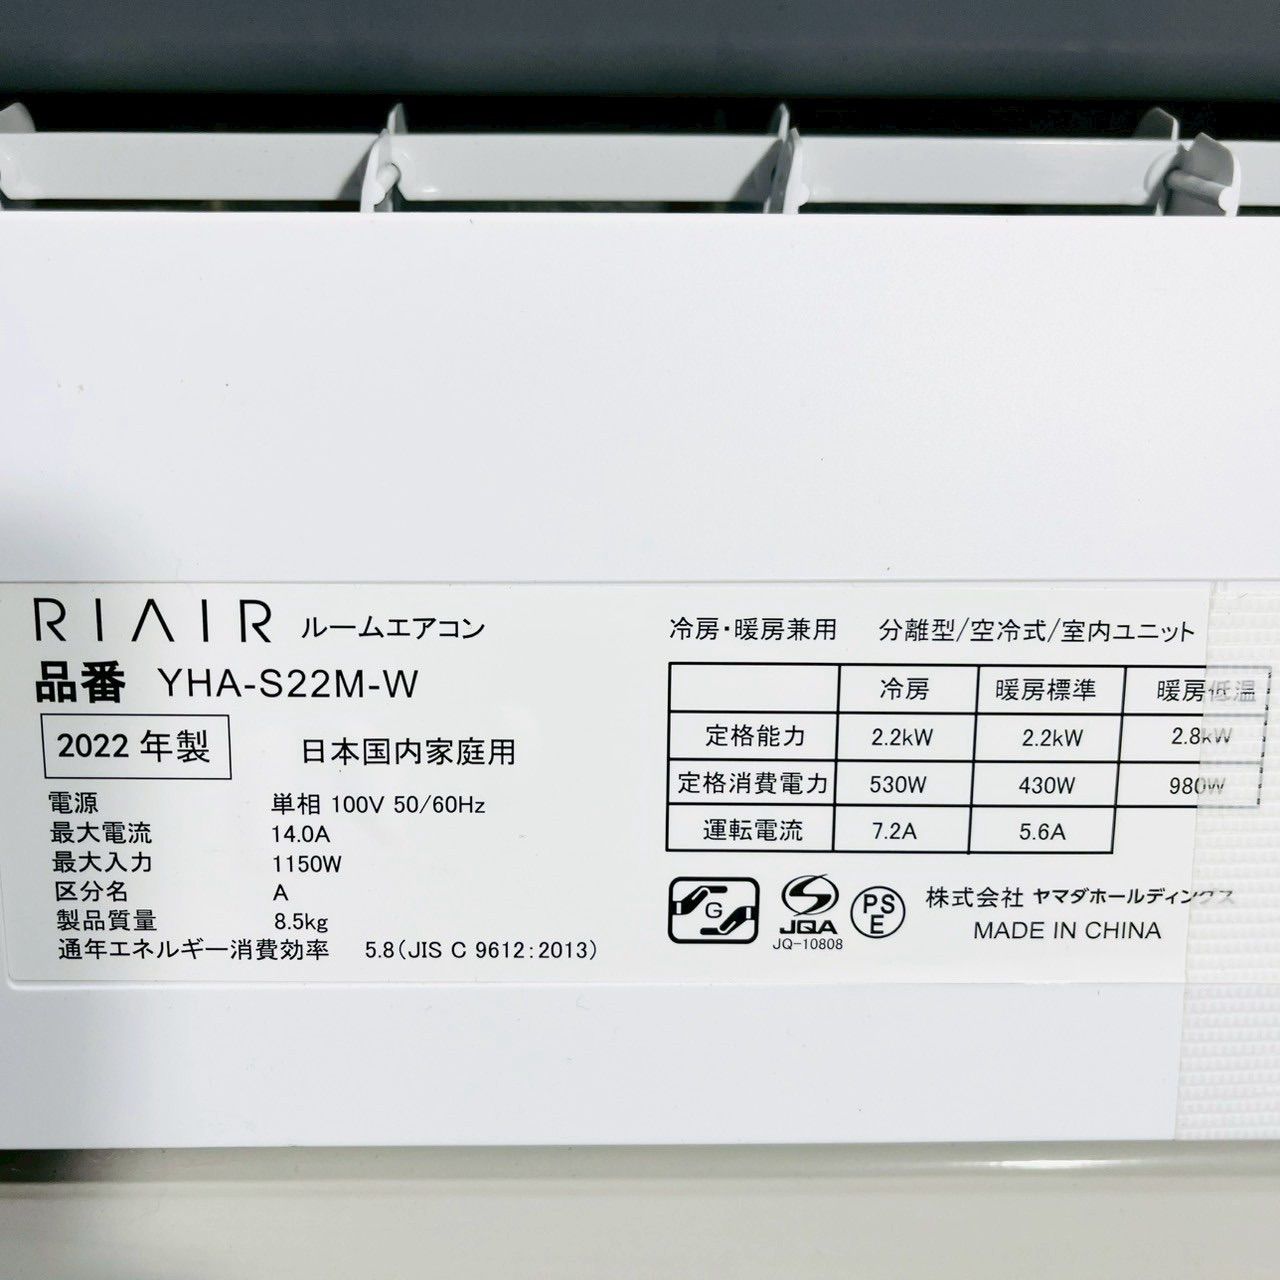 RIAIR ルームエアコン
品番 YHA-S22M-W
2022 年製 日本国内家庭用
電源 単相 100V 50/60Hz
最大電流 14.0A
最大入力 1150W
区分名 A
製品質量 8.5kg
通年エネルギー消費効率 5.8(JIS C 9612:2013)
冷房・暖房兼用 分離型/空冷式/室内ユニット
冷房 暖房標準 暖房低温
定格能力 2.2kW 2.2kW 2.8kW
定格消費電力 530W 430W 980W
運転電流 7.2A 5.6A
G
JQA
JQ-10808
PS
E
株式会社 ヤマダホールディングス
MADE IN CHINA